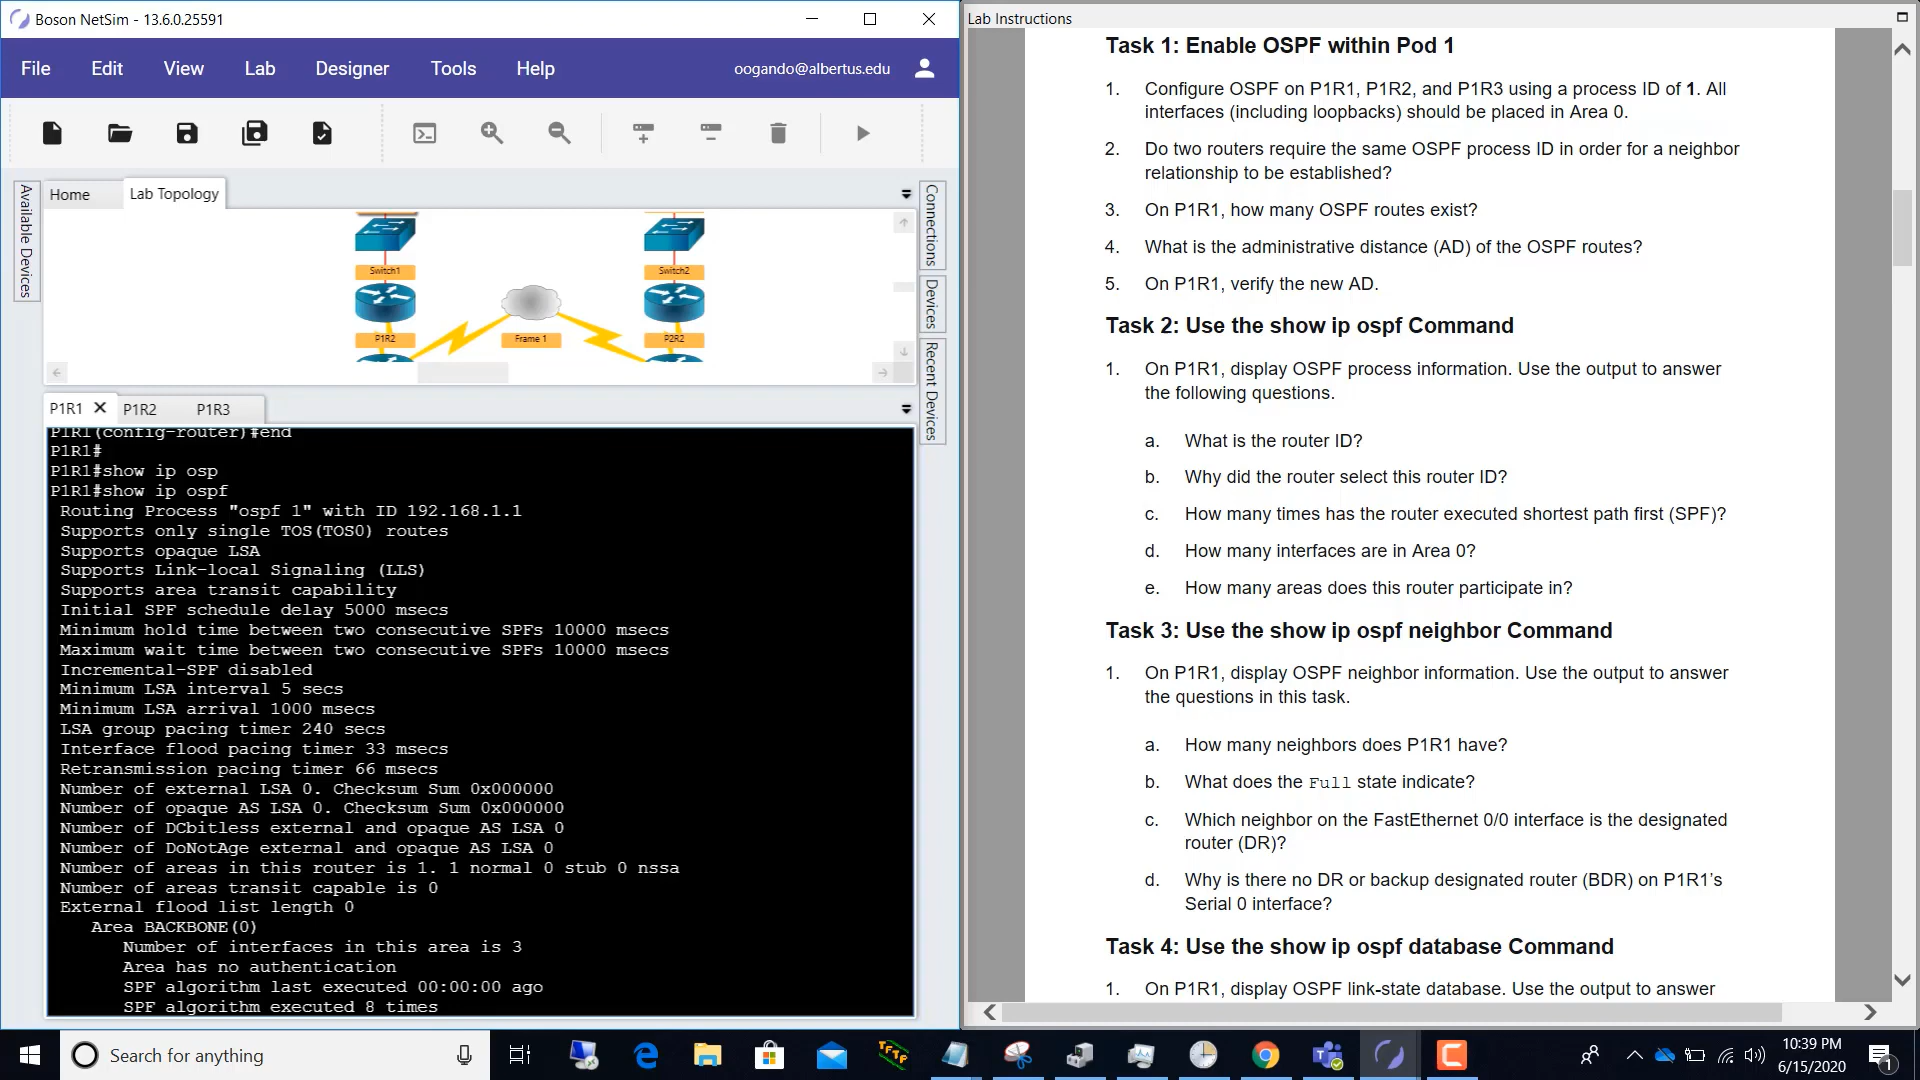 Boson NetSim - 13.6.0.25591
File Edit View Lab Designer Tools Help oogando@albertus.edu
Available Devices
Home Lab Topology
Connections
Devices
Recent Devices
Switch1 Switch2
P1R2 Frame 1 P2R2
P1R1 P1R2 P1R3
P1R1(config-router)#end
P1R1#
P1R1#show ip osp
P1R1#show ip ospf
Routing Process "ospf 1" with ID 192.168.1.1
Supports only single TOS(TOS0) routes
Supports opaque LSA
Supports Link-local Signaling (LLS)
Supports area transit capability
Initial SPF schedule delay 5000 msecs
Minimum hold time between two consecutive SPFs 10000 msecs
Maximum wait time between two consecutive SPFs 10000 msecs
Incremental-SPF disabled
Minimum LSA interval 5 secs
Minimum LSA arrival 1000 msecs
LSA group pacing timer 240 secs
Interface flood pacing timer 33 msecs
Retransmission pacing timer 66 msecs
Number of external LSA 0. Checksum Sum 0x000000
Number of opaque AS LSA 0. Checksum Sum 0x000000
Number of DCbitless external and opaque AS LSA 0
Number of DoNotAge external and opaque AS LSA 0
Number of areas in this router is 1. 1 normal 0 stub 0 nssa
Number of areas transit capable is 0
External flood list length 0
Area BACKBONE(0)
Number of interfaces in this area is 3
Area has no authentication
SPF algorithm last executed 00:00:00 ago
SPF algorithm executed 8 times
Lab Instructions
Task 1: Enable OSPF within Pod 1
1. Configure OSPF on P1R1, P1R2, and P1R3 using a process ID of 1. All
interfaces (including loopbacks) should be placed in Area 0.
2. Do two routers require the same OSPF process ID in order for a neighbor
relationship to be established?
3. On P1R1, how many OSPF routes exist?
4. What is the administrative distance (AD) of the OSPF routes?
5. On P1R1, verify the new AD.
Task 2: Use the show ip ospf Command
1. On P1R1, display OSPF process information. Use the output to answer
the following questions.
a. What is the router ID?
b. Why did the router select this router ID?
c. How many times has the router executed shortest path first (SPF)?
d. How many interfaces are in Area 0?
e. How many areas does this router participate in?
Task 3: Use the show ip ospf neighbor Command
1. On P1R1, display OSPF neighbor information. Use the output to answer
the questions in this task.
a. How many neighbors does P1R1 have?
b. What does the Full state indicate?
c. Which neighbor on the FastEthernet 0/0 interface is the designated
router (DR)?
d. Why is there no DR or backup designated router (BDR) on P1R1’s
Serial 0 interface?
Task 4: Use the show ip ospf database Command
1. On P1R1, display OSPF link-state database. Use the output to answer
Search for anything
TFTP
10:39 PM
6/15/2020
1